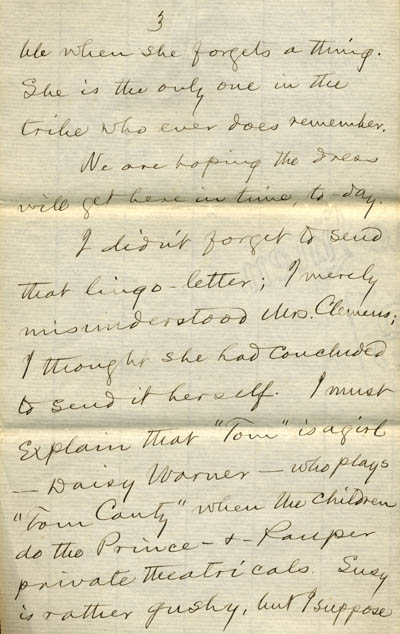 3
ble when she forgets a thing.
She is the only one in the
tribe who ever does remember.
We are hoping the dress
will get here in time, to-day.
I didn't forget to send
that lingo-letter; I merely
misunderstood Mrs. Clemens;
I thought she had concluded
to send it herself. I must
explain that "Tom" is a girl
— Daisy Warner — who plays
"Tom Canty" when the children
do the Prince-&-Pauper
private theatricals. Susy
is rather gushy, but I suppose